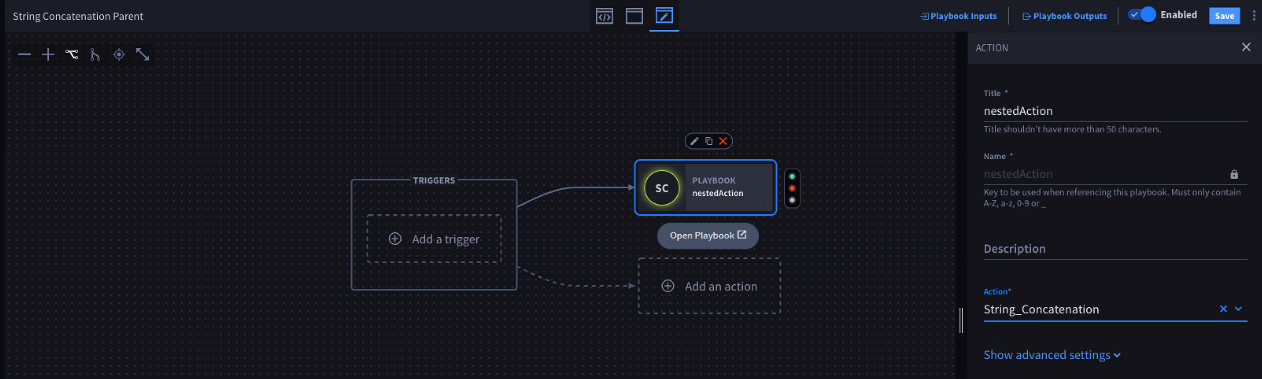 String Concatenation Parent
Playbook Inputs
Playbook Outputs
Enabled
Save
ACTION
Title *
nestedAction
Title shouldn't have more than 50 characters.
Name *
nestedAction
Key to be used when referencing this playbook. Must only contain
A-Z, a-z, 0-9 or _
Description
Action*
String_Concatenation
Show advanced settings
TRIGGERS
Add a trigger
SC
PLAYBOOK
nestedAction
Open Playbook
Add an action